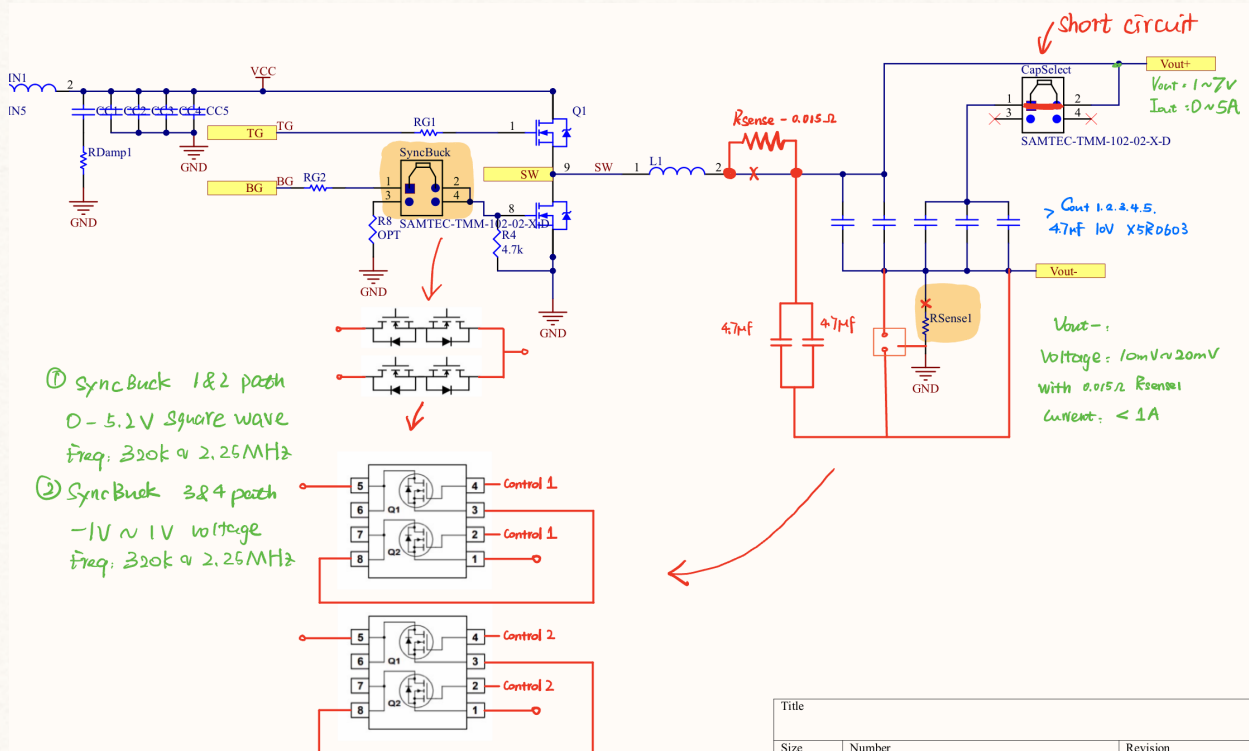 short circuit
IN1
2
IN5
VCC
CC1
CC2
CC3
CC4
CC5
RDamp1
GND
GND
TG
TG
RG1
1
Q1
BG
BG
RG2
SyncBuck
1
2
3
4
SAMTEC-TMM-102-02-X-D
R8
OPT
GND
8
R4
4.7k
GND
SW
9
SW
1
L1
2
Rsense - 0.015Ω
CapSelect
1
2
3
4
SAMTEC-TMM-102-02-X-D
Vout+
Vout: 1~7V
Iout: 0~5A
> Cout 1.2.3.4.5.
4.7μF 10V X5R0603
Vout-
RSense1
GND
4.7μF
4.7μF
Vout-:
Voltage: 10mV~20mV
with 0.015Ω Rsense1
Current: < 1A
① SyncBuck 1&2 path
0-5.2V Square wave
Freq: 320k ~ 2.25MHz
② SyncBuck 3&4 path
-1V ~ 1V voltage
Freq: 320k ~ 2.25MHz
5
6
7
8
Q1
Q2
4
3
2
1
Control 1
Control 1
5
6
7
8
Q1
Q2
4
3
2
1
Control 2
Control 2
Title
Size
Number
Revision